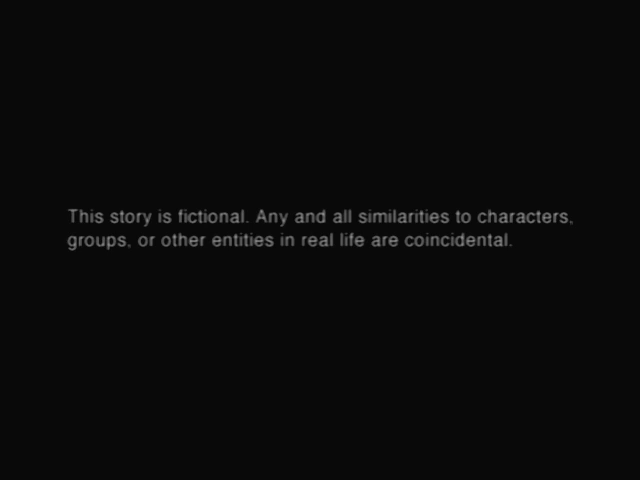 This story is fictional. Any and all similarities to characters,
groups, or other entities in real life are coincidental.